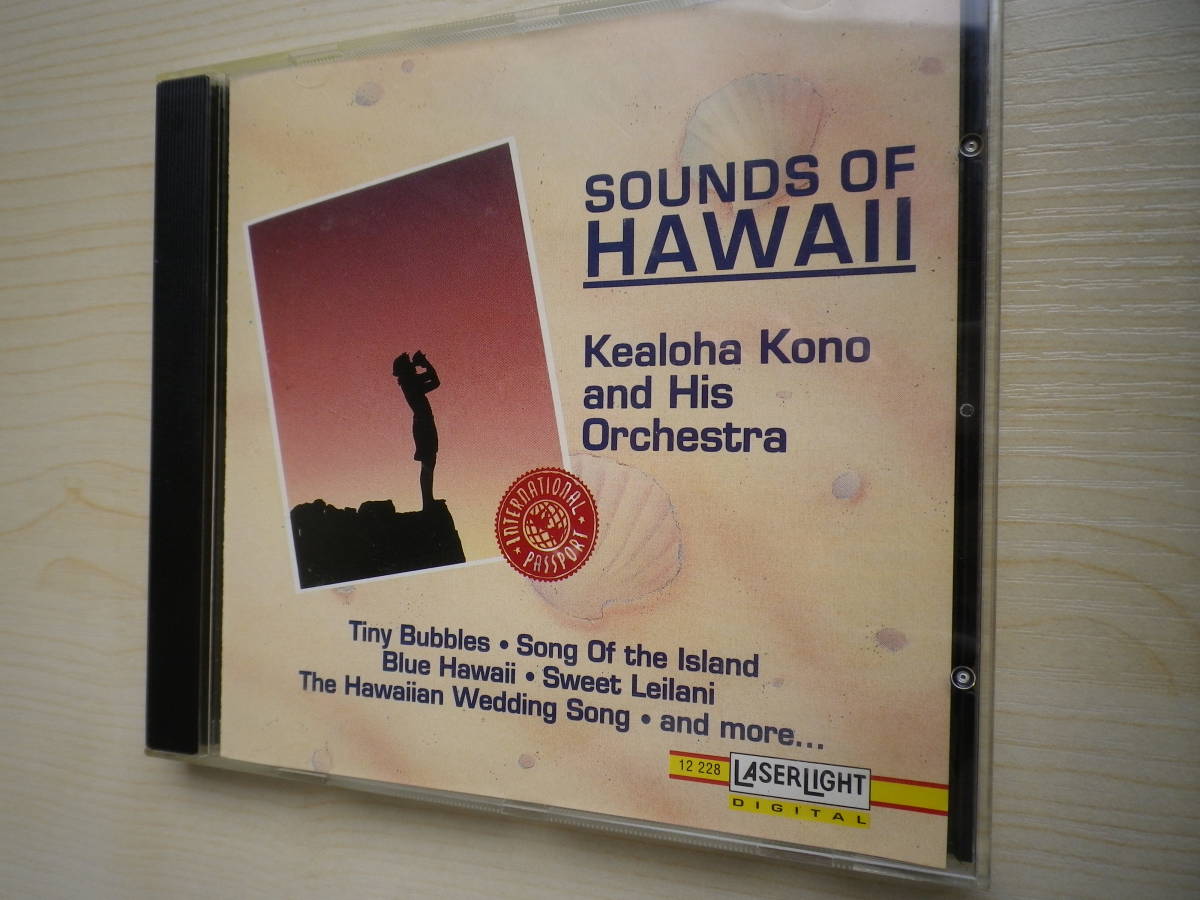 SOUNDS OF
HAWAII
Kealoha Kono
and His
Orchestra
INTERNATIONAL
PASSPORT
Tiny Bubbles • Song Of the Island
Blue Hawaii • Sweet Leilani
The Hawaiian Wedding Song • and more...
12 228
LASERLIGHT
DIGITAL